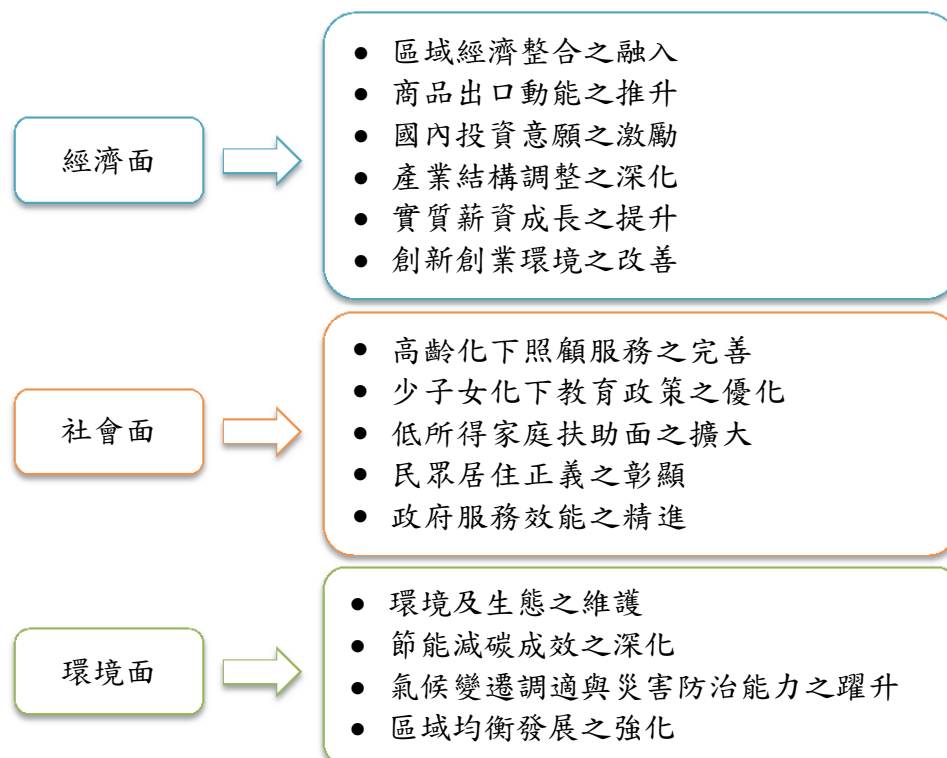 經濟面
● 區域經濟整合之融入
● 商品出口動能之推升
● 國內投資意願之激勵
● 產業結構調整之深化
● 實質薪資成長之提升
● 創新創業環境之改善
社會面
● 高齡化下照顧服務之完善
● 少子女化下教育政策之優化
● 低所得家庭扶助面之擴大
● 民眾居住正義之彰顯
● 政府服務效能之精進
環境面
● 環境及生態之維護
● 節能減碳成效之深化
● 氣候變遷調適與災害防治能力之躍升
● 區域均衡發展之強化